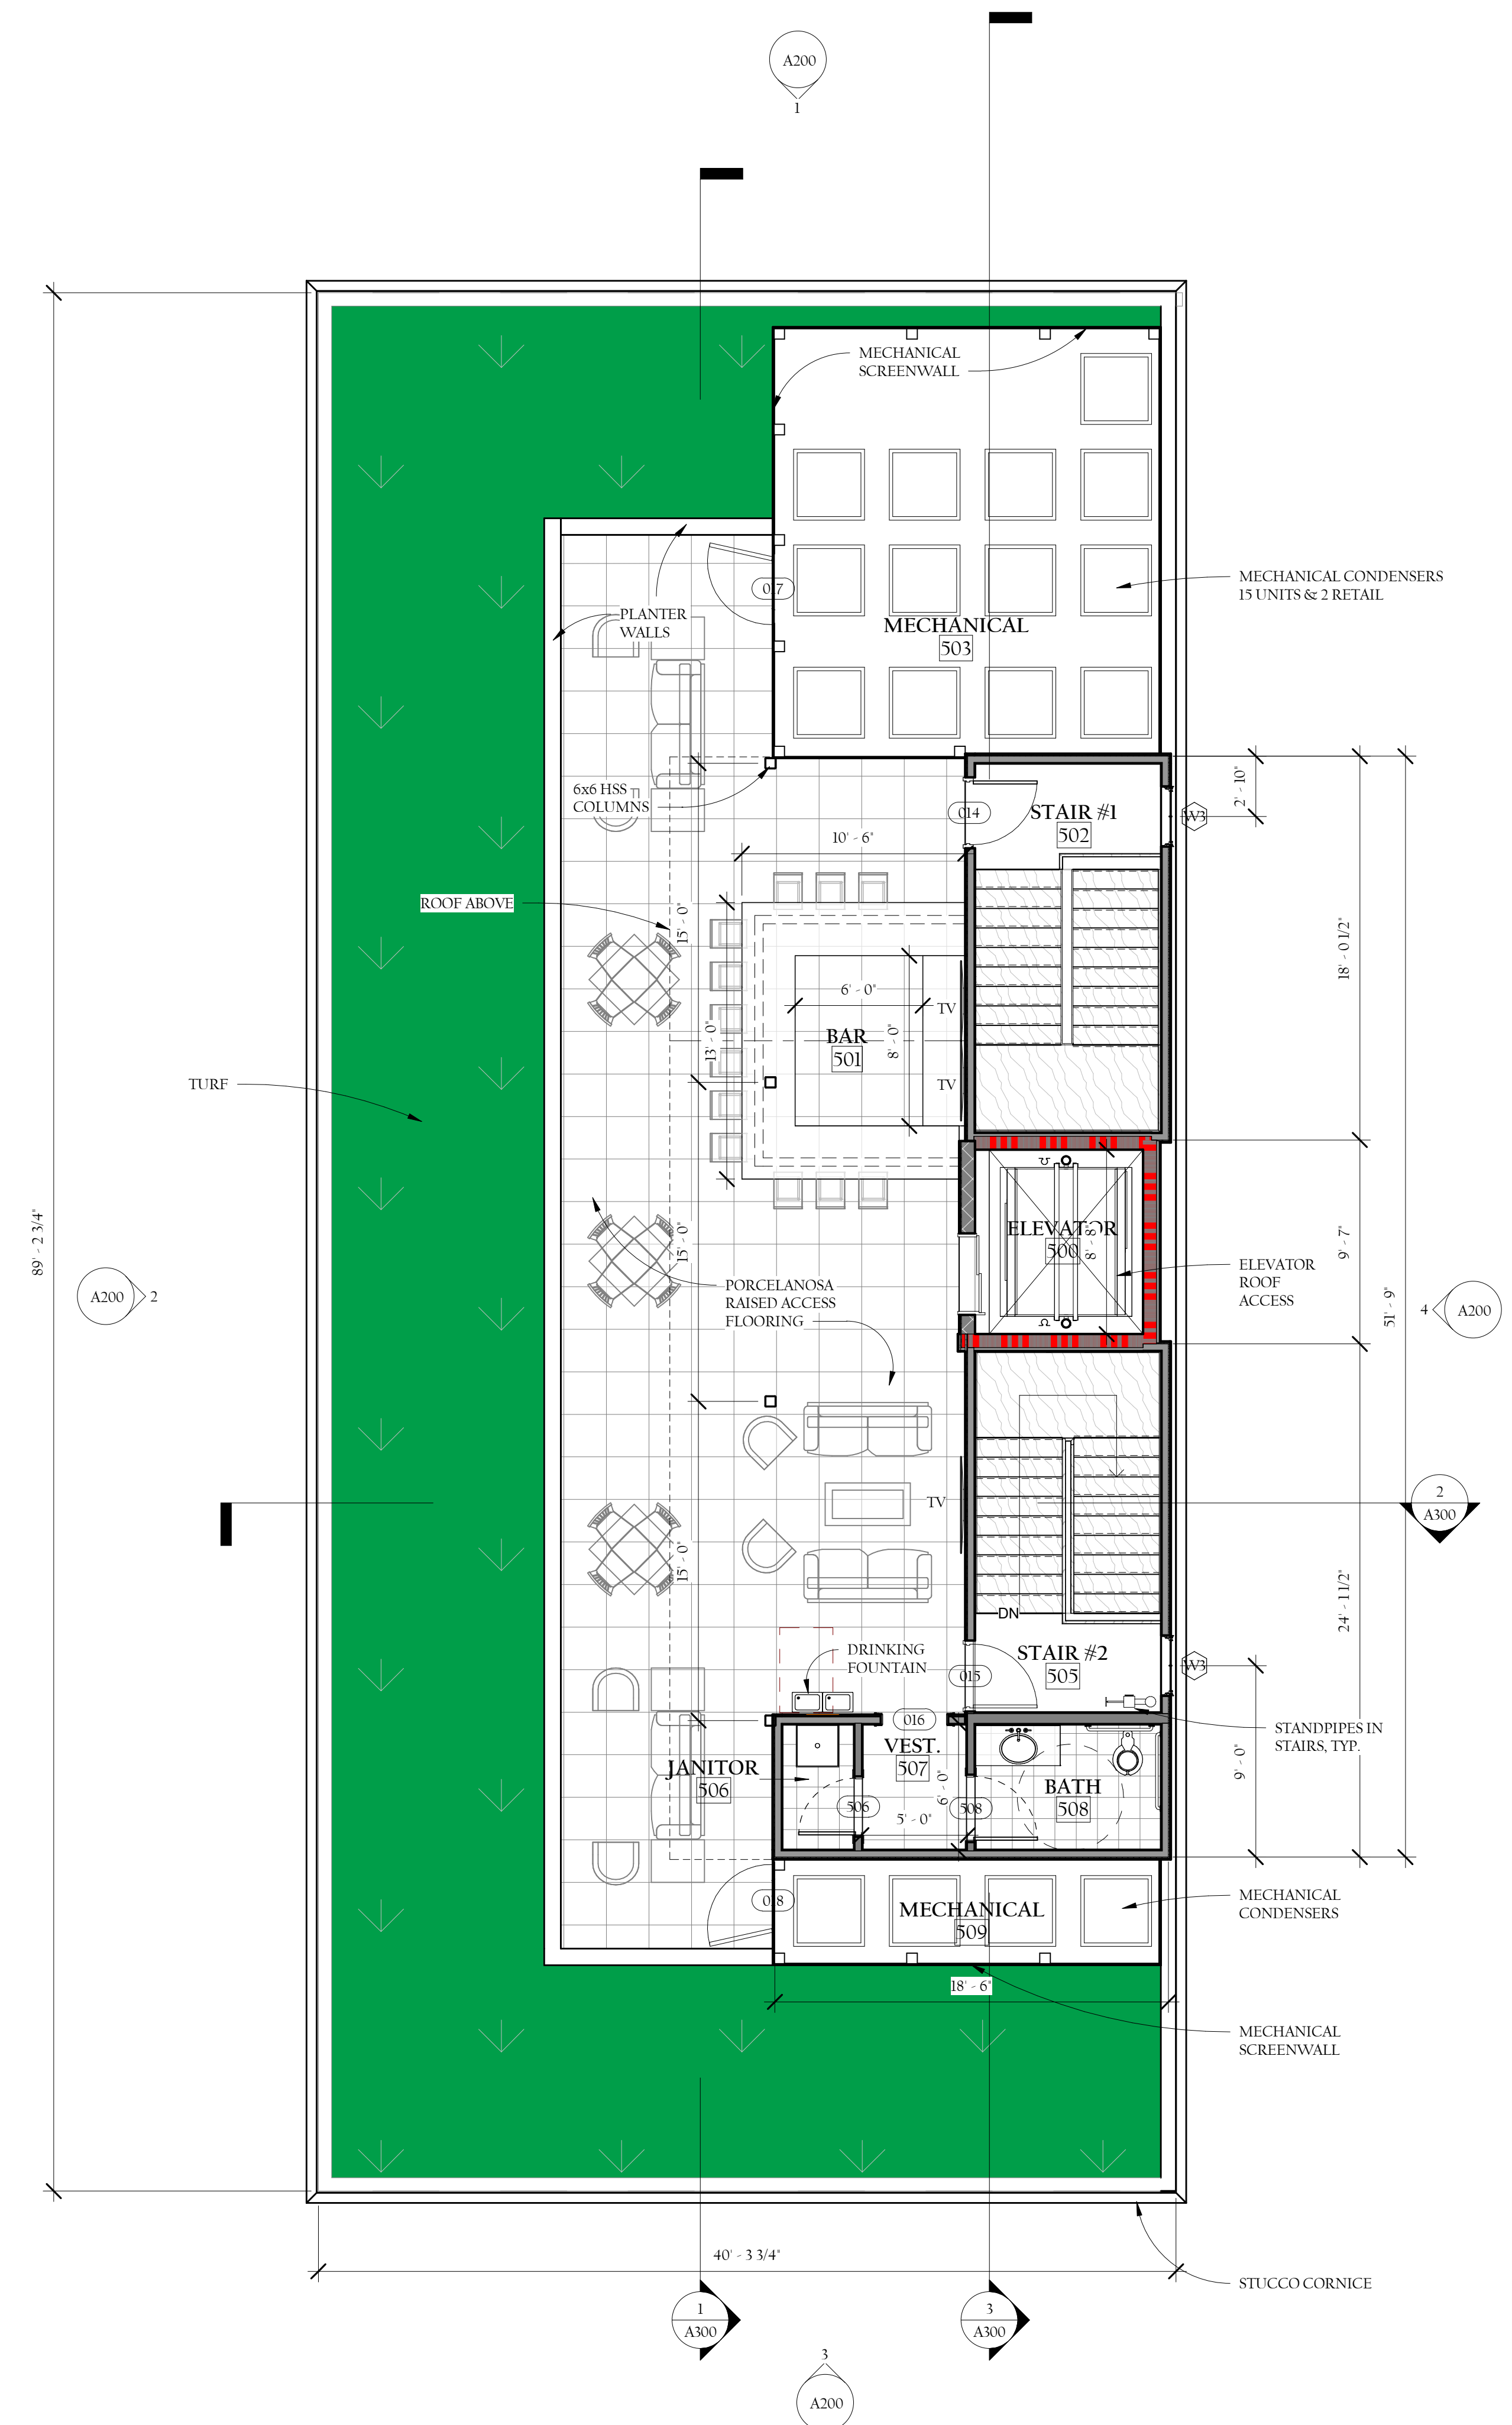 A200
1
MECHANICAL
SCREENWALL
MECHANICAL CONDENSERS
15 UNITS & 2 RETAIL
017
PLANTER
WALLS
MECHANICAL
503
6x6 HSS
COLUMNS
014
STAIR #1
502
W3
2' - 10"
10' - 6"
ROOF ABOVE
15' - 0"
18' - 0 1/2"
6' - 0"
TV
BAR
501
8' - 0"
13' - 0"
TURF
TV
89' - 2 3/4"
ELEVATOR
500
8' - 8"
15' - 0"
9' - 7"
ELEVATOR
ROOF
ACCESS
PORCELANOSA
RAISED ACCESS
FLOORING
A200
2
51' - 9"
4
A200
TV
2
A300
15' - 0"
24' - 1 1/2"
DN
DRINKING
FOUNTAIN
STAIR #2
505
015
W3
016
STANDPIPES IN
STAIRS, TYP.
VEST.
507
JANITOR
506
6' - 0"
BATH
508
9' - 0"
506
508
5' - 0"
018
MECHANICAL
509
MECHANICAL
CONDENSERS
18' - 6"
MECHANICAL
SCREENWALL
40' - 3 3/4"
STUCCO CORNICE
1
A300
3
A300
3
A200